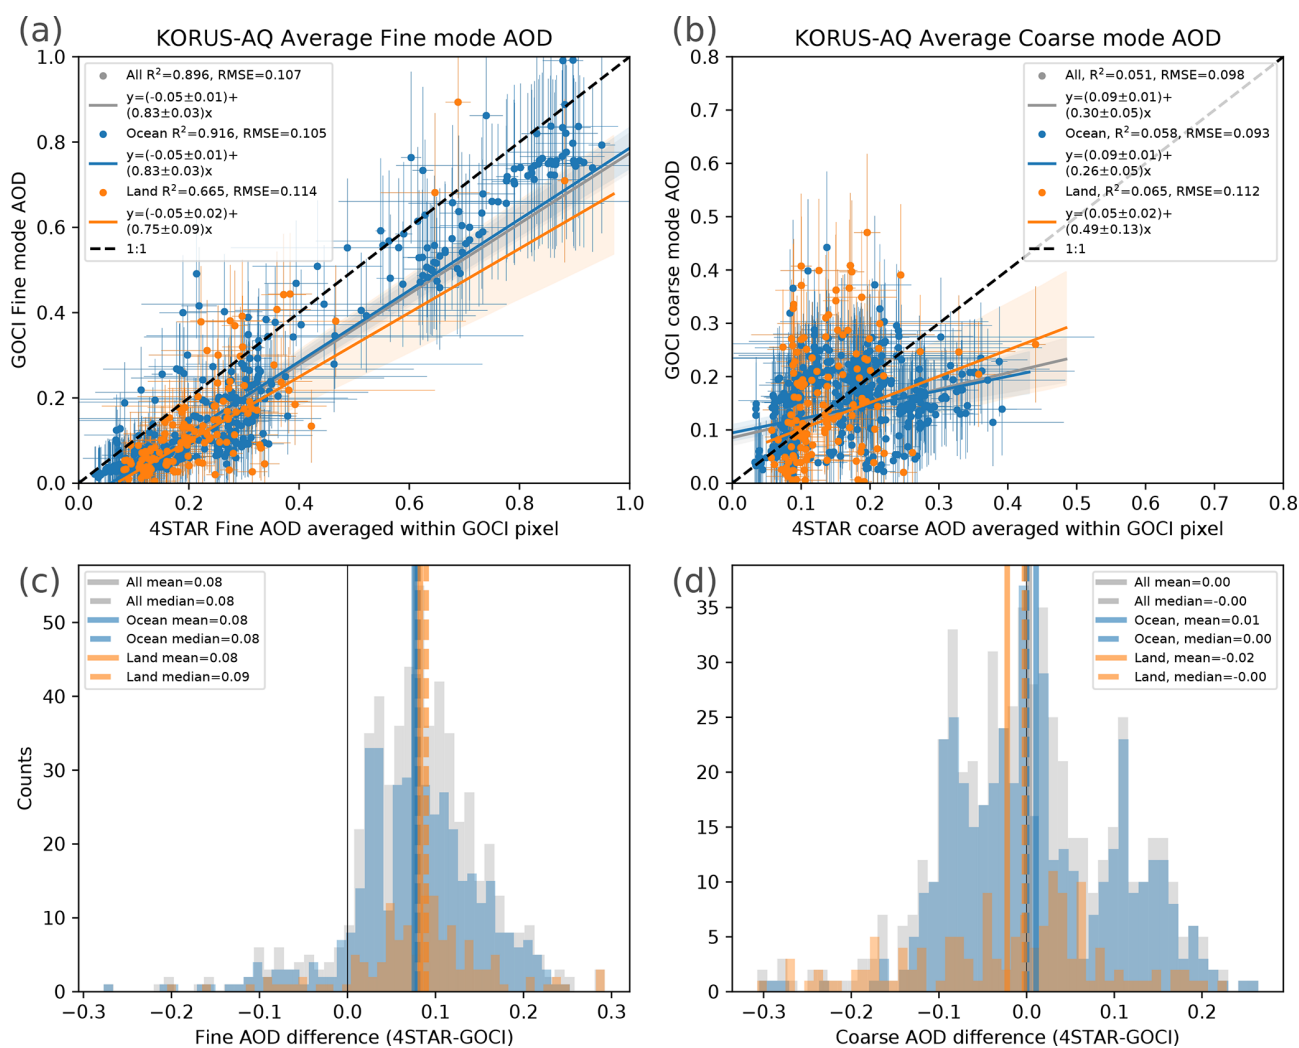 (a)
KORUS-AQ Average Fine mode AOD
All R²=0.896, RMSE=0.107
y=(-0.05±0.01)+
(0.83±0.03)x
Ocean R²=0.916, RMSE=0.105
y=(-0.05±0.01)+
(0.83±0.03)x
Land R²=0.665, RMSE=0.114
y=(-0.05±0.02)+
(0.75±0.09)x
1:1
GOCI Fine mode AOD
1.0
0.8
0.6
0.4
0.2
0.0
0.0 0.2 0.4 0.6 0.8 1.0
4STAR Fine AOD averaged within GOCI pixel
(b)
KORUS-AQ Average Coarse mode AOD
All, R²=0.051, RMSE=0.098
y=(0.09±0.01)+
(0.30±0.05)x
Ocean, R²=0.058, RMSE=0.093
y=(0.09±0.01)+
(0.26±0.05)x
Land, R²=0.065, RMSE=0.112
y=(0.05±0.02)+
(0.49±0.13)x
1:1
GOCI coarse mode AOD
0.8
0.7
0.6
0.5
0.4
0.3
0.2
0.1
0.0
0.0 0.1 0.2 0.3 0.4 0.5 0.6 0.7 0.8
4STAR coarse AOD averaged within GOCI pixel
(c)
All mean=0.08
All median=0.08
Ocean mean=0.08
Ocean median=0.08
Land mean=0.08
Land median=0.09
Counts
50
40
30
20
10
0
−0.3 −0.2 −0.1 0.0 0.1 0.2 0.3
Fine AOD difference (4STAR-GOCI)
(d)
All mean=0.00
All median=-0.00
Ocean, mean=0.01
Ocean, median=0.00
Land, mean=-0.02
Land, median=-0.00
35
30
25
20
15
10
5
0
−0.3 −0.2 −0.1 0.0 0.1 0.2
Coarse AOD difference (4STAR-GOCI)